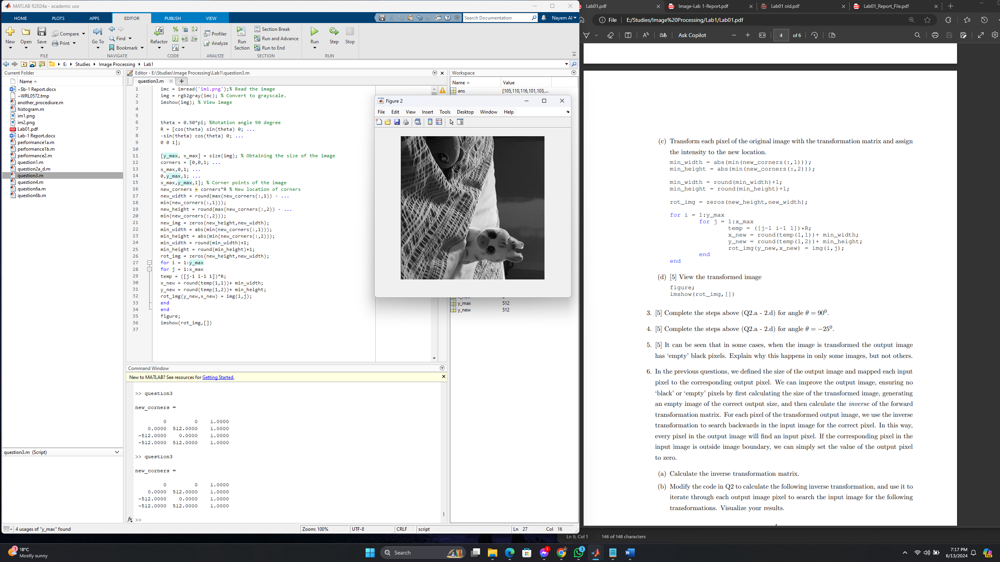 MATLAB R2024a - academic use
HOME PLOTS APPS EDITOR PUBLISH VIEW
Search Documentation
Nayem Al
New Open Save Compare Print
Go To Find Bookmark
Refactor
Profiler
Analyze
Run Section
Section Break
Run and Advance
Run to End
Run Step Stop
FILE NAVIGATE CODE ANALYZE SECTION RUN
E: Studies Image Processing Lab1
Current Folder
Name
~$b-1 Report.docx
~WRL0572.tmp
another_procediure.m
histogram.m
im1.png
im2.png
Lab01.pdf
Lab-1 Report.docx
performance1a.m
performance1b.m
performance2.m
question1.m
question2a_d.m
question3.m
question4.m
question6a.m
question6b.m
question3.m (Script)
Editor - E:\Studies\Image Processing\Lab1\question3.m
question3.m
1 imc = imread('im1.png');% Read the image
2 img = rgb2gray(imc); % Convert to grayscale.
3 imshow(img); % View image
4
5
6 theta = 0.50*pi; %Rotation angle 90 degree
7 R = [cos(theta) sin(theta) 0; ...
8 -sin(theta) cos(theta) 0; ...
9 0 0 1];
10
11 [y_max, x_max] = size(img); % Obtaining the size of the image
12 corners = [0,0,1; ...
13 x_max,0,1; ...
14 0,y_max,1; ...
15 x_max,y_max,1]; % Corner points of the image
16 new_corners = corners*R % New location of corners
17 new_width = round(max(new_corners(:,1)) - ...
18 min(new_corners(:,1)));
19 new_height = round(max(new_corners(:,2)) - ...
20 min(new_corners(:,2)));
21 new_img = zeros(new_height,new_width);
22 min_width = abs(min(new_corners(:,1)));
23 min_height = abs(min(new_corners(:,2)));
24 min_width = round(min_width)+1;
25 min_height = round(min_height)+1;
26 rot_img = zeros(new_height,new_width);
27 for i = 1:y_max
28 for j = 1:x_max
29 temp = ([j-1 i-1 1])*R;
30 x_new = round(temp(1,1))+ min_width;
31 y_new = round(temp(1,2))+ min_height;
32 rot_img(y_new,x_new) = img(i,j);
33 end
34 end
35 figure;
36 imshow(rot_img,[])
37
Command Window
New to MATLAB? See resources for Getting Started.
>> question3
new_corners =
0 0 1.0000
0.0000 512.0000 1.0000
-512.0000 0.0000 1.0000
-512.0000 512.0000 1.0000
>> question3
new_corners =
0 0 1.0000
0.0000 512.0000 1.0000
-512.0000 0.0000 1.0000
-512.0000 512.0000 1.0000
fx >>
Workspace
Name Value
ans [105,110,116,101,103,...
y_max 512
y_new 512
Figure 2
File Edit View Insert Tools Desktop Window Help
4 usages of "y_max" found
Zoom: 100% UTF-8 CRLF script Ln 27 Col 16
Lab01.pdf
Image-Lab 1-Report.pdf
Lab01 old.pdf
Lab01_Report_File.pdf
File E:/Studies/Image%20Processing/Lab1/Lab01.pdf
Ask Copilot
4 of 6
(c) Transform each pixel of the original image with the transformation matrix and assign
the intensity to the new location.
min_width = abs(min(new_corners(:,1)));
min_height = abs(min(new_corners(:,2)));
min_width = round(min_width)+1;
min_height = round(min_height)+1;
rot_img = zeros(new_height,new_width);
for i = 1:y_max
for j = 1:x_max
temp = ([j-1 i-1 1])*R;
x_new = round(temp(1,1))+ min_width;
y_new = round(temp(1,2))+ min_height;
rot_img(y_new,x_new) = img(i,j);
end
end
(d) [5] View the transformed image
figure;
imshow(rot_img,[])
3. [5] Complete the steps above (Q2.a - 2.d) for angle θ = 90⁰.
4. [5] Complete the steps above (Q2.a - 2.d) for angle θ = −25⁰.
5. [5] It can be seen that in some cases, when the image is transformed the output image
has ‘empty’ black pixels. Explain why this happens in only some images, but not others.
6. In the previous questions, we defined the size of the output image and mapped each input
pixel to the corresponding output pixel. We can improve the output image, ensuring no
‘black’ or ‘empty’ pixels by first calculating the size of the transformed image, generating
an empty image of the correct output size, and then calculate the inverse of the forward
transformation matrix. For each pixel of the transformed output image, we use the inverse
transformation to search backwards in the input image for the correct pixel. In this way,
every pixel in the output image will find an input pixel. If the corresponding pixel in the
input image is outside image boundary, we can simply set the value of the output pixel
to zero.
(a) Calculate the inverse transformation matrix.
(b) Modify the code in Q2 to calculate the following inverse transformation, and use it to
iterate through each output image pixel to search the input image for the following
transformations. Visualize your results.
Ln 9, Col 1 146 of 148 characters
1
18°C
Mostly sunny
Search
5
3
7:17 PM
6/13/2024